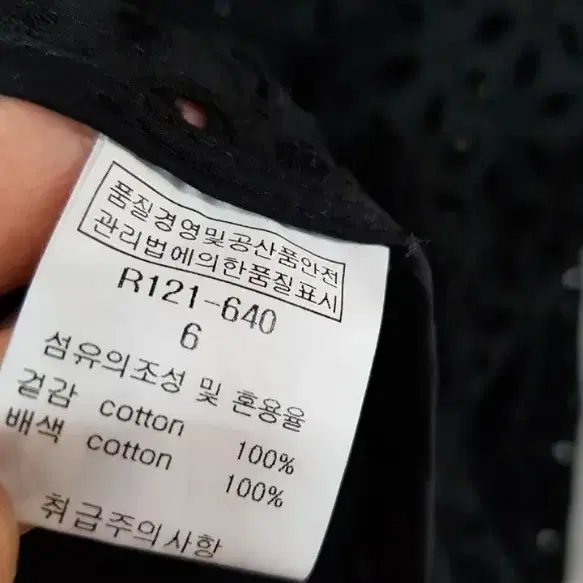 품질경영및공산품안전
관리법에의한품질표시
R121-640
6
섬유의조성 및 혼용율
겉감 cotton 100%
배색 cotton 100%
취급주의사항